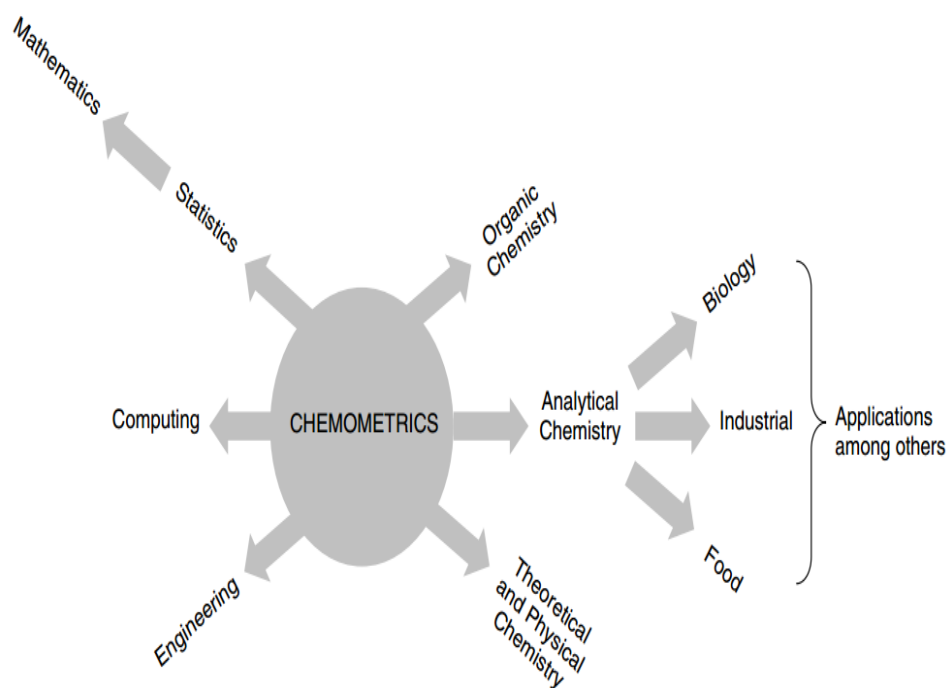 Mathematics
Statistics
Organic
Chemistry
Biology
Computing
CHEMOMETRICS
Analytical
Chemistry
Industrial
Applications
among others
Engineering
Theoretical
and Physical
Chemistry
Food